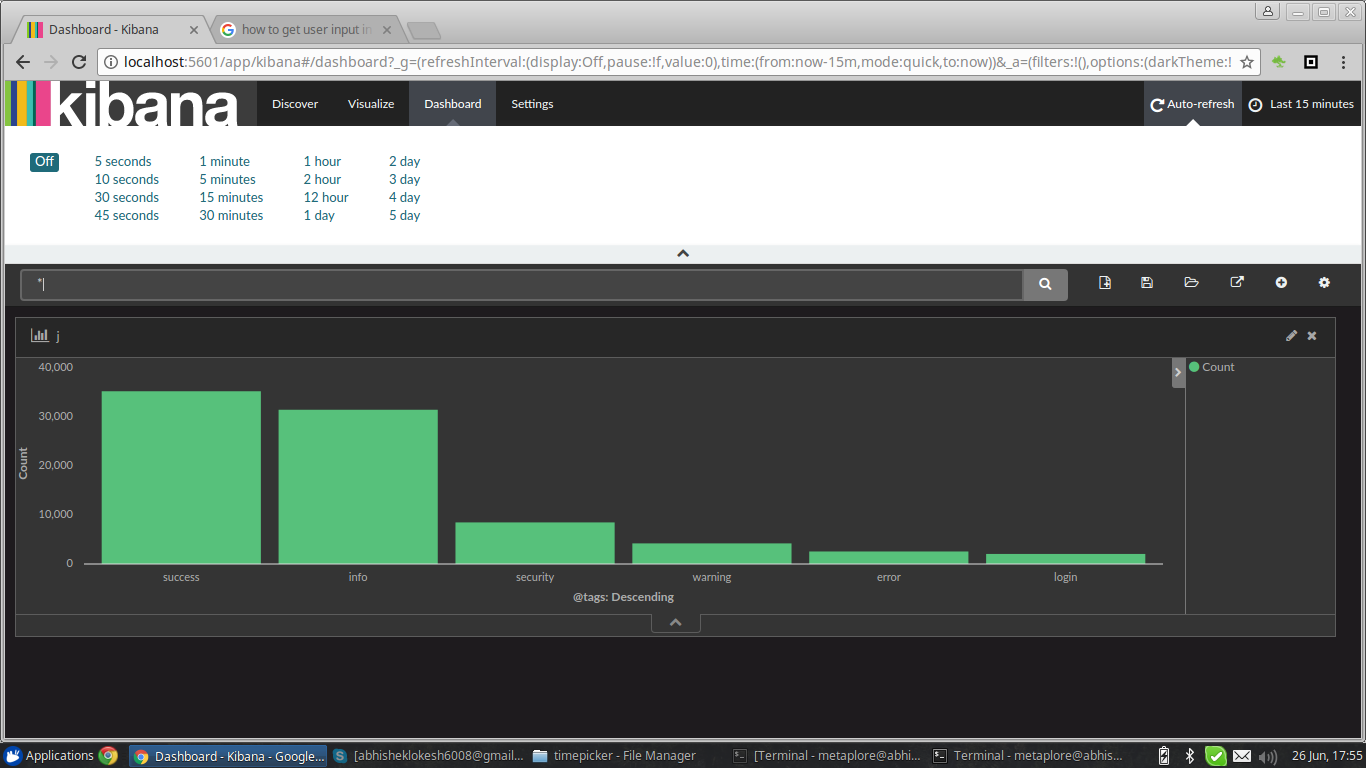 Dashboard - Kibana
how to get user input in
localhost:5601/app/kibana#/dashboard?_g=(refreshInterval:(display:Off,pause:!f,value:0),time:(from:now-15m,mode:quick,to:now))&_a=(filters:!(),options:(darkTheme:!
kibana Discover Visualize Dashboard Settings Auto-refresh Last 15 minutes
Off 5 seconds 1 minute 1 hour 2 day
10 seconds 5 minutes 2 hour 3 day
30 seconds 15 minutes 12 hour 4 day
45 seconds 30 minutes 1 day 5 day
*
j
40,000
30,000
20,000
10,000
0
Count
Count
success info security warning error login
@tags: Descending
Applications Dashboard - Kibana - Google... [abhisheklokesh6008@gmail... timepicker - File Manager [Terminal - metaplore@abhi... Terminal - metaplore@abhis... 26 Jun, 17:55